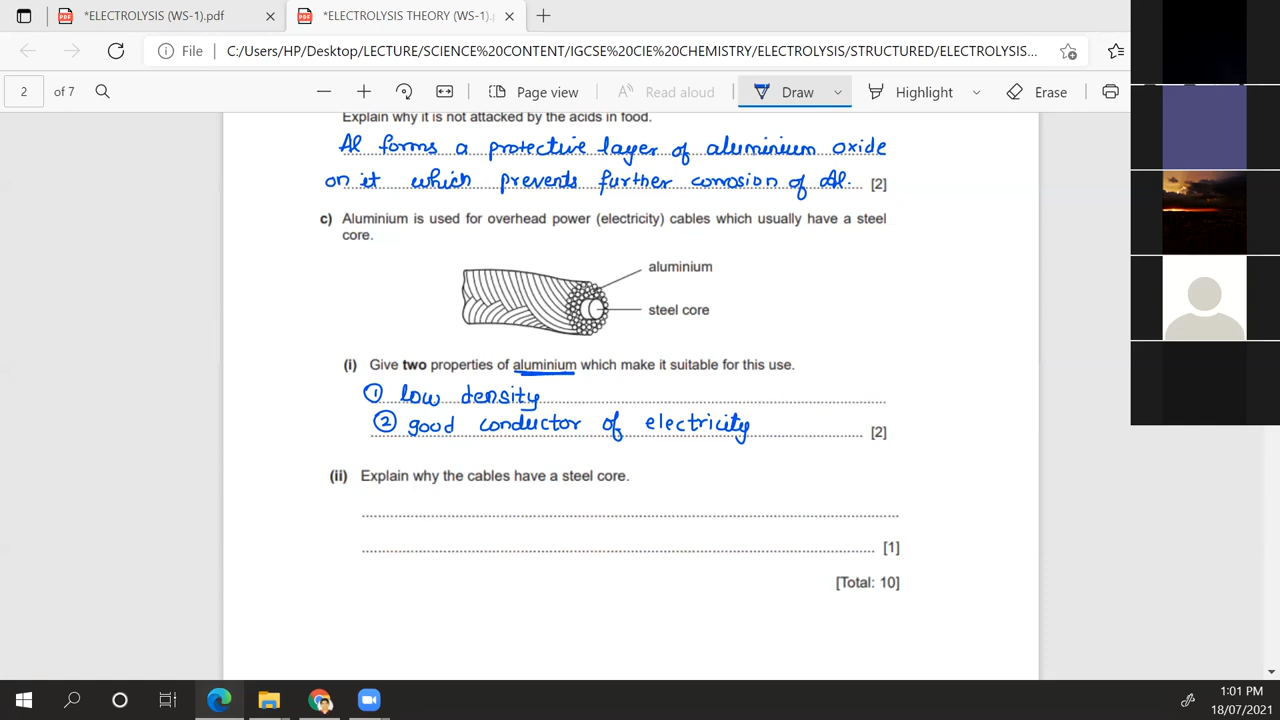 *ELECTROLYSIS (WS-1).pdf
*ELECTROLYSIS THEORY (WS-1).
File C:/Users/HP/Desktop/LECTURE/SCIENCE%20CONTENT/IGCSE%20CIE%20CHEMISTRY/ELECTROLYSIS/STRUCTURED/ELECTROLYSIS...
2 of 7 Page view Read aloud Draw Highlight Erase
Explain why it is not attacked by the acids in food.
Al forms a protective layer of aluminium oxide
on it which prevents further corrosion of Al. [2]
c) Aluminium is used for overhead power (electricity) cables which usually have a steel
core.
aluminium
steel core
(i) Give two properties of aluminium which make it suitable for this use.
① low density
② good conductor of electricity [2]
(ii) Explain why the cables have a steel core.
[1]
[Total: 10]
1:01 PM
18/07/2021